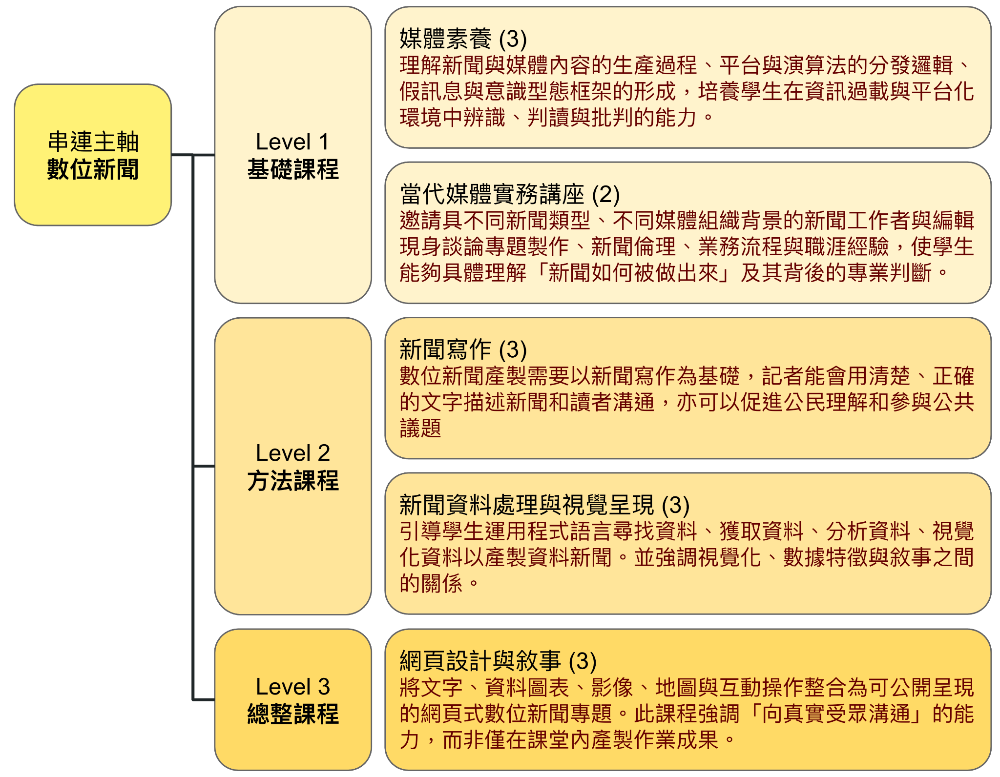 串連主軸
數位新聞
Level 1
基礎課程
媒體素養 (3)
理解新聞與媒體內容的生產過程、平台與演算法的分發邏輯、
假訊息與意識型態框架的形成，培養學生在資訊過載與平台化
環境中辨識、判讀與批判的能力。
當代媒體實務講座 (2)
邀請具不同新聞類型、不同媒體組織背景的新聞工作者與編輯
現身談論專題製作、新聞倫理、業務流程與職涯經驗，使學生
能夠具體理解「新聞如何被做出來」及其背後的專業判斷。
Level 2
方法課程
新聞寫作 (3)
數位新聞產製需要以新聞寫作為基礎，記者能會用清楚、正確
的文字描述新聞和讀者溝通，亦可以促進公民理解和參與公共
議題
新聞資料處理與視覺呈現 (3)
引導學生運用程式語言尋找資料、獲取資料、分析資料、視覺
化資料以產製資料新聞。並強調視覺化、數據特徵與敘事之間
的關係。
Level 3
總整課程
網頁設計與敘事 (3)
將文字、資料圖表、影像、地圖與互動操作整合為可公開呈現
的網頁式數位新聞專題。此課程強調「向真實受眾溝通」的能
力，而非僅在課堂內產製作業成果。